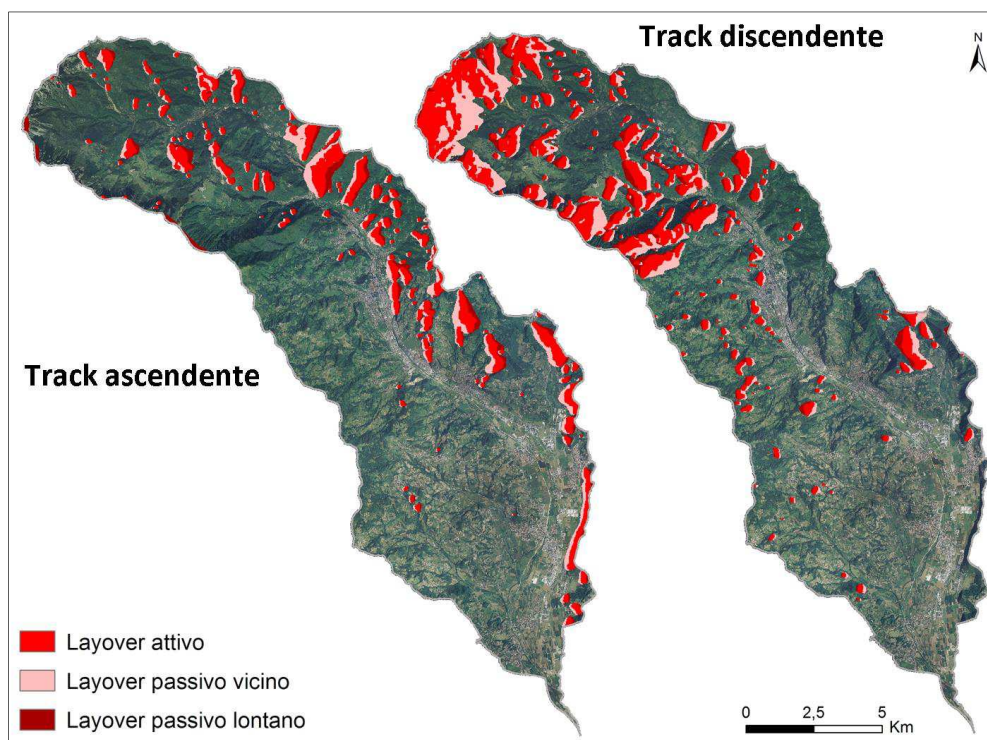 Track discendente
N
Track ascendente
Layover attivo
Layover passivo vicino
Layover passivo lontano
0 2,5 5
Km